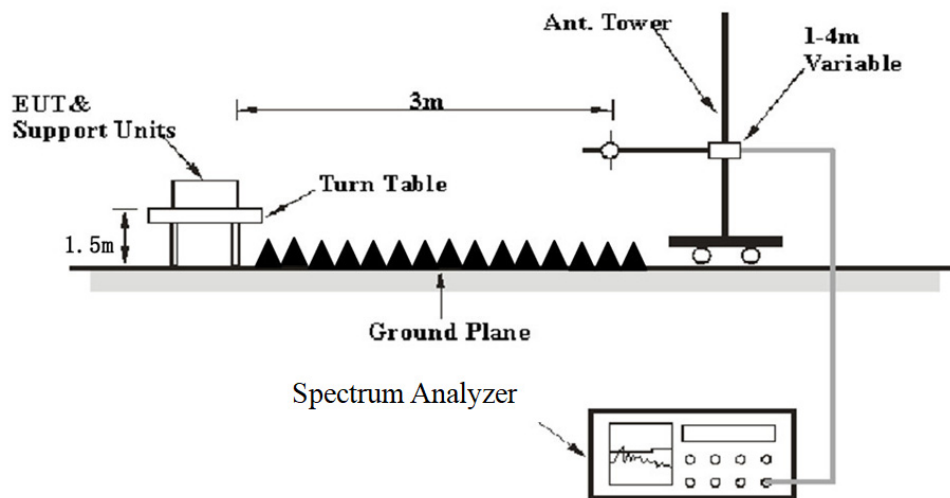 Ant. Tower
1-4m
Variable
3m
EUT&
Support Units
Turn Table
1.5m
Ground Plane
Spectrum Analyzer